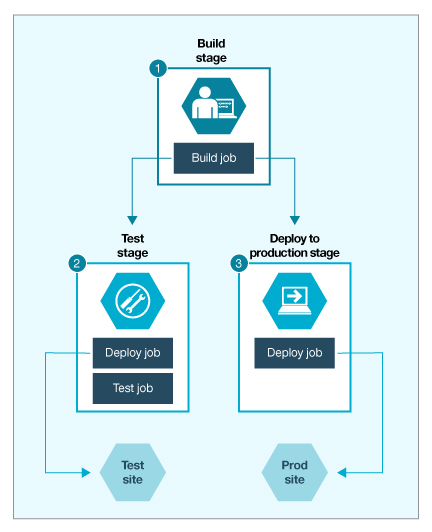 Build
stage
1
Build job
Test
stage
2
Deploy job
Test job
Deploy to
production stage
3
Deploy job
Test
site
Prod
site